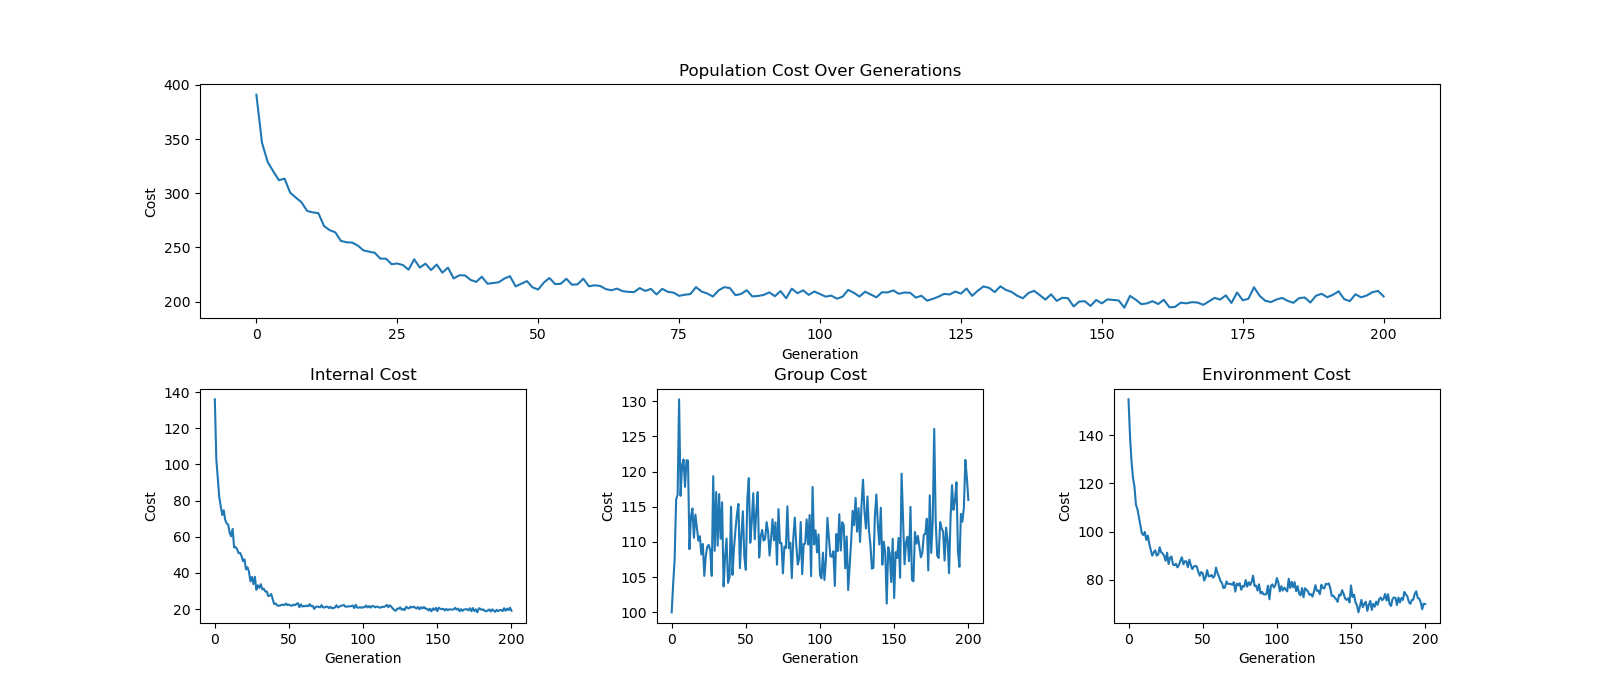 Population Cost Over Generations
400
350
300
250
200
Cost
0 25 50 75 100 125 150 175 200
Generation
Internal Cost
140
120
100
80
60
40
20
Cost
0 50 100 150 200
Generation
Group Cost
130
125
120
115
110
105
100
Cost
0 50 100 150 200
Generation
Environment Cost
140
120
100
80
Cost
0 50 100 150 200
Generation